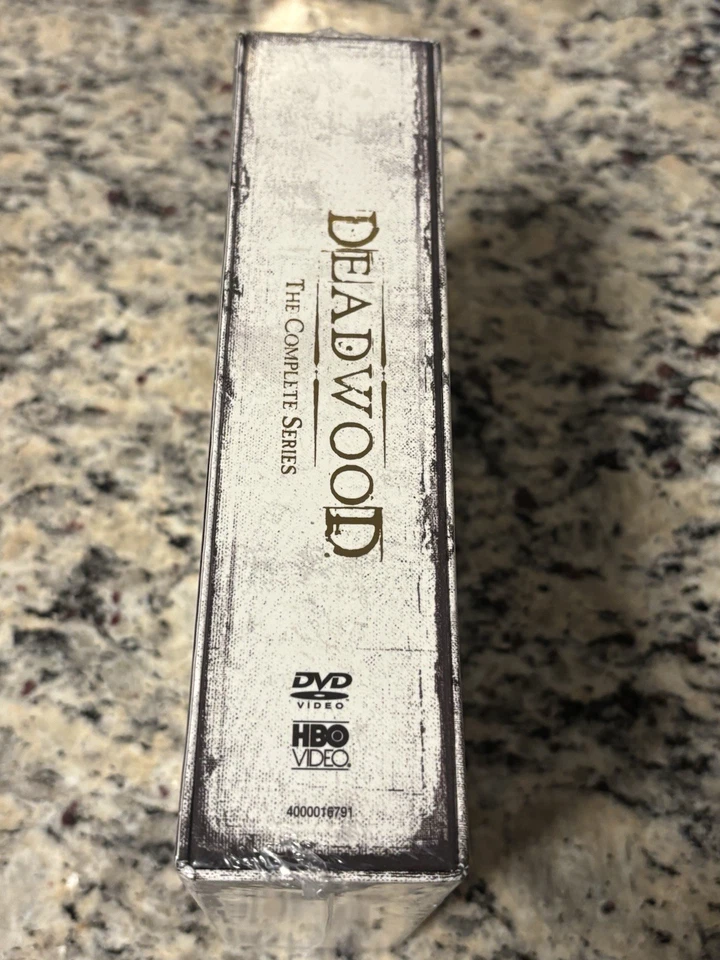 DEADWOOD
THE COMPLETE SERIES
DVD
VIDEO
HBO
VIDEO
4000016791